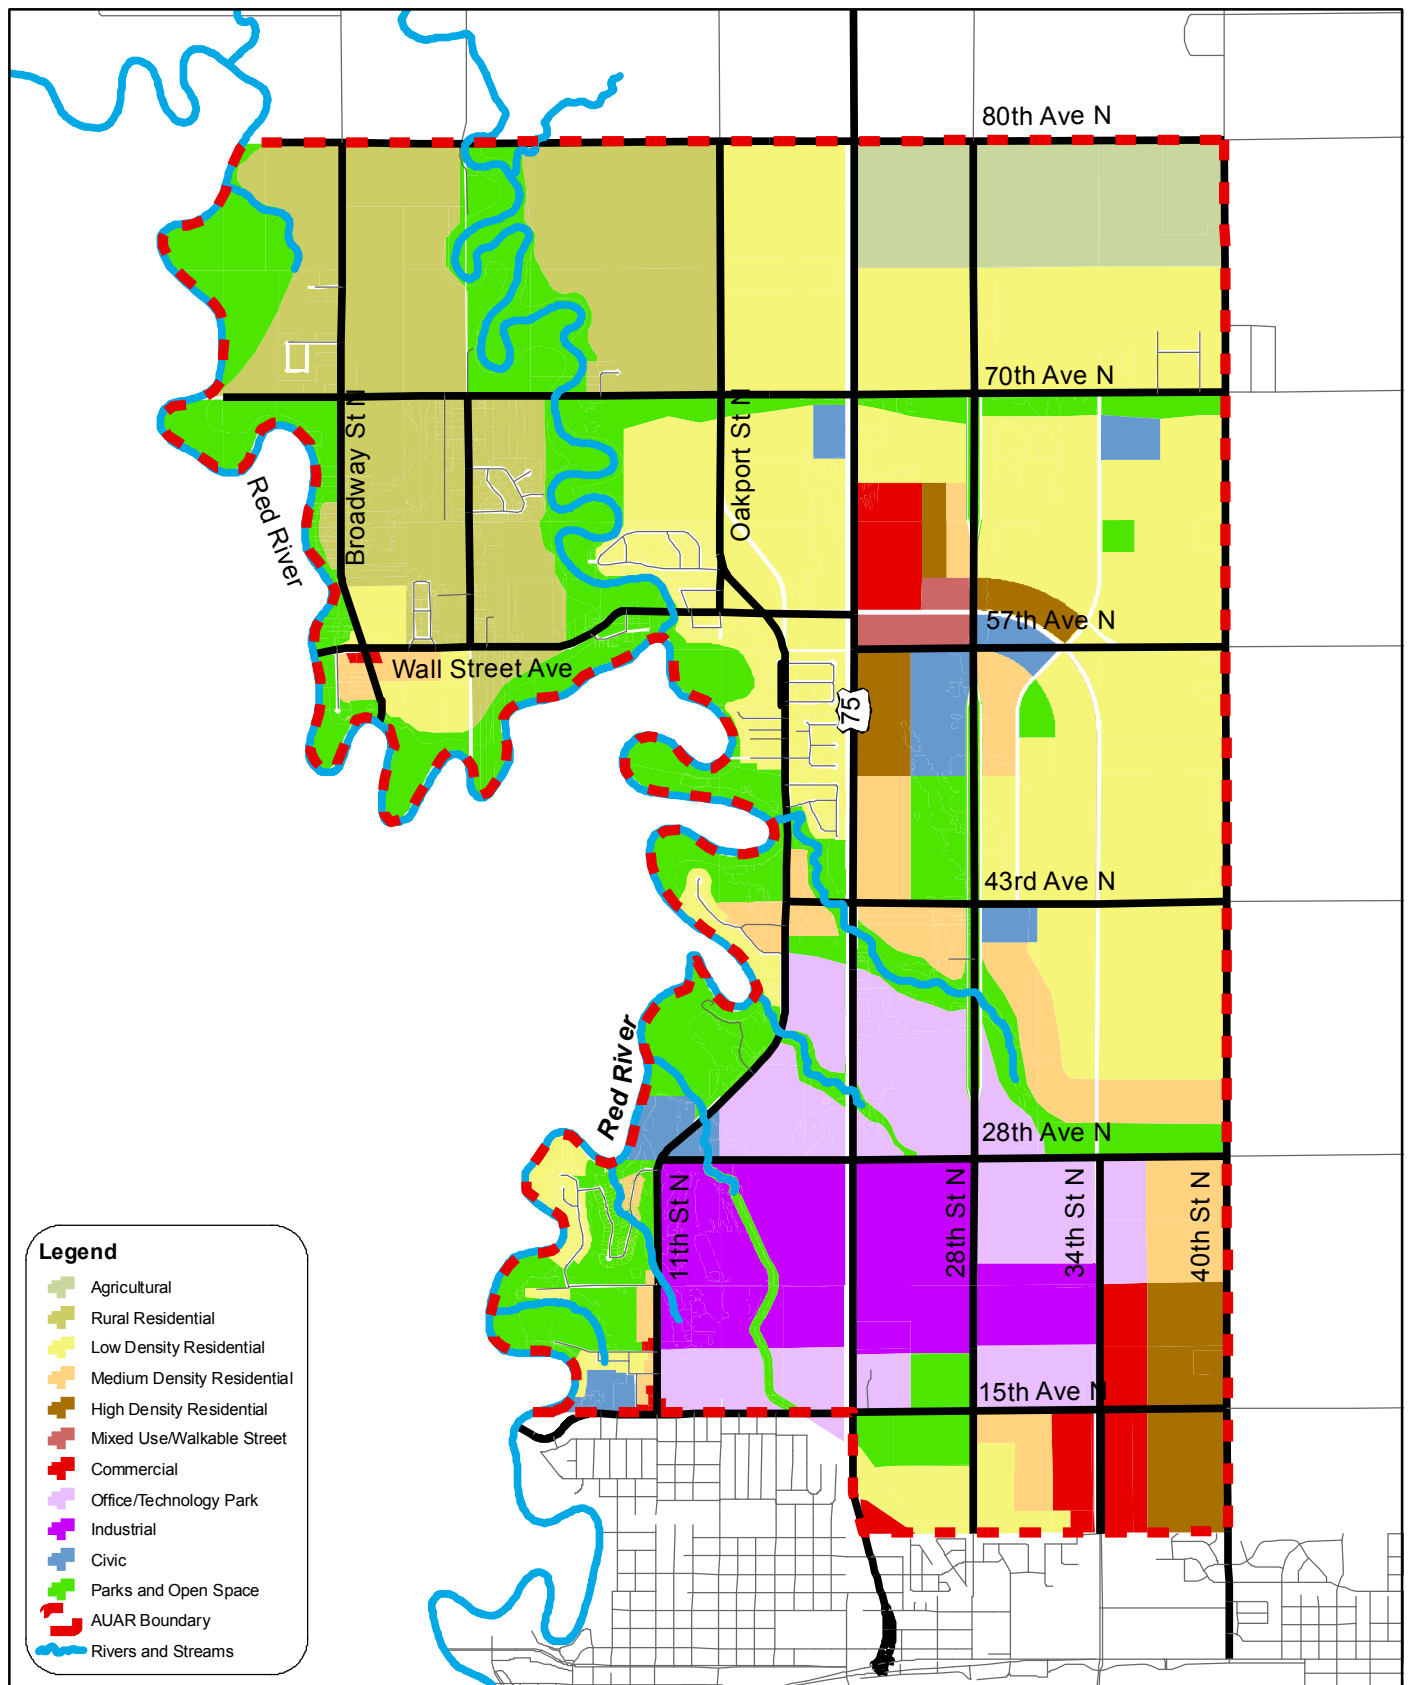 80th Ave N
70th Ave N
Broadway St N
Oakport St N
Red River
57th Ave N
Wall Street Ave
75
43rd Ave N
Red River
28th Ave N
11th St N
28th St N
34th St N
40th St N
15th Ave N
Legend
Agricultural
Rural Residential
Low Density Residential
Medium Density Residential
High Density Residential
Mixed Use/Walkable Street
Commercial
Office/Technology Park
Industrial
Civic
Parks and Open Space
AUAR Boundary
Rivers and Streams